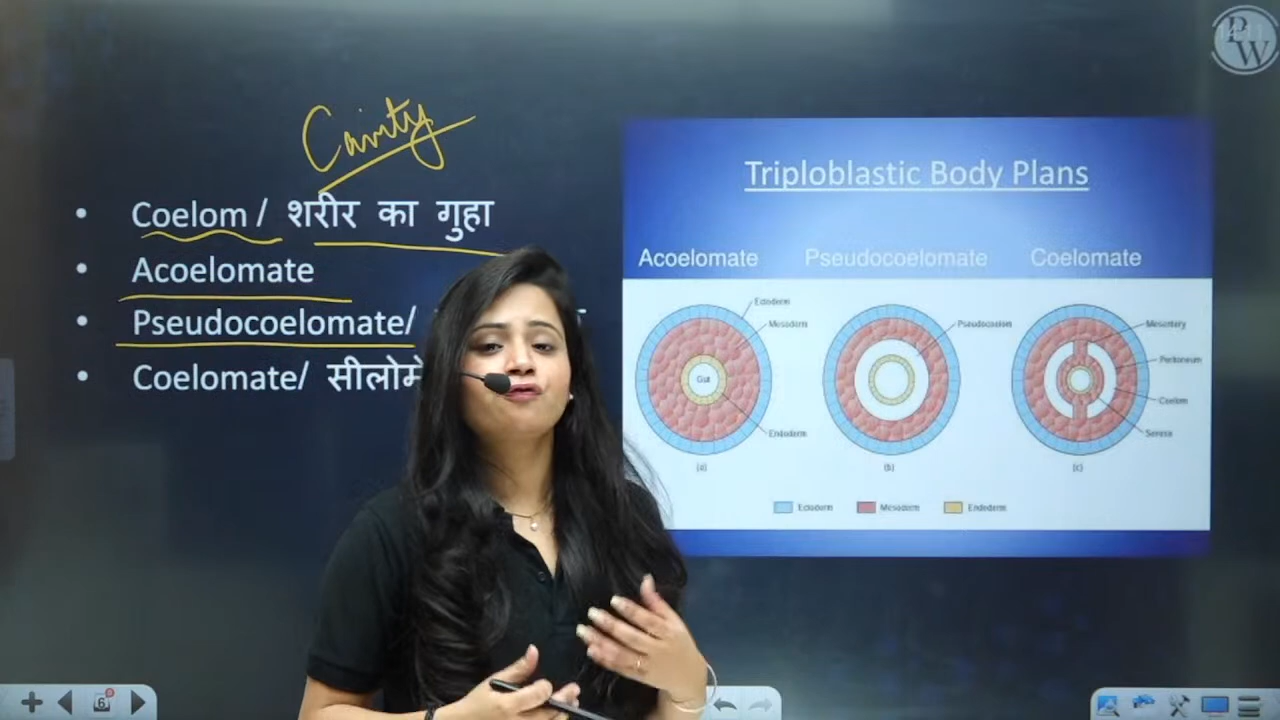 PW
Cavity
• Coelom / शरीर का गुहा
• Acoelomate
• Pseudocoelomate/
• Coelomate/
Triploblastic Body Plans
Acoelomate Pseudocoelomate Coelomate
Ectoderm
Mesoderm
Gut
Endoderm
(a)
Pseudocoelom
(b)
Mesentery
Peritoneum
Coelom
(c)
Ectoderm Mesoderm Endoderm
6